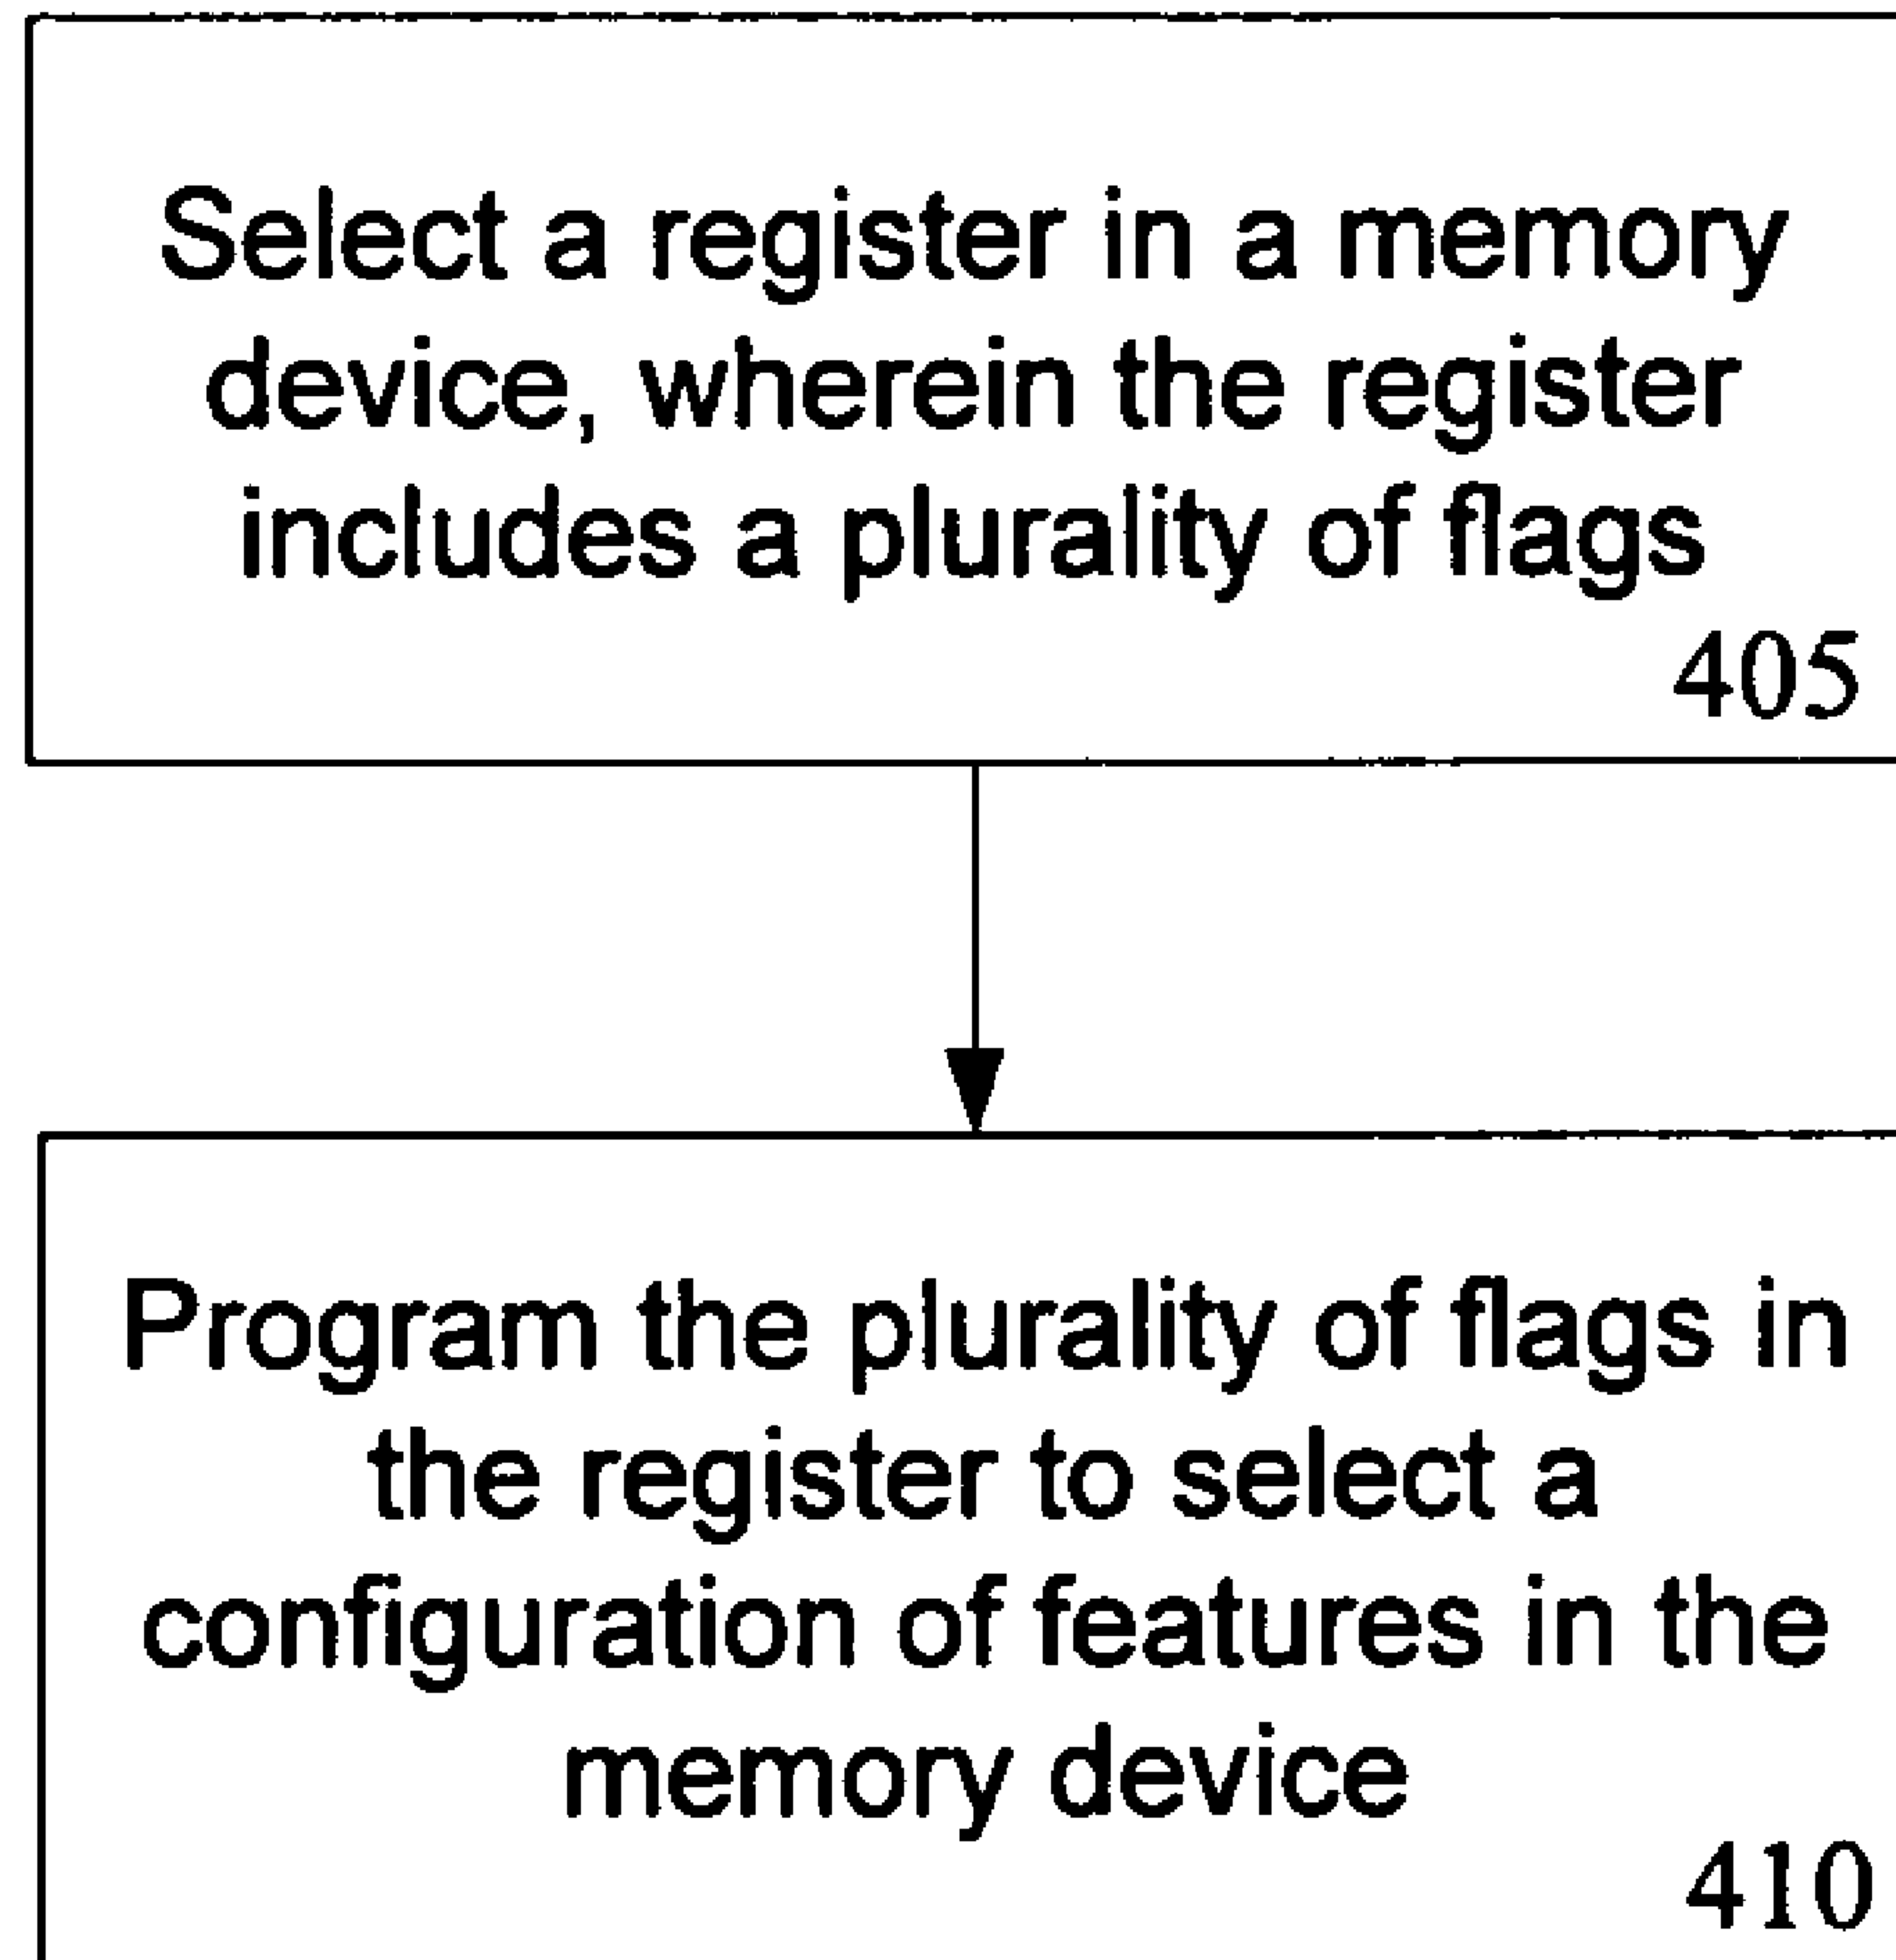 Select a register in a memory
device, wherein the register
includes a plurality of flags
405
Program the plurality of flags in
the register to select a
configuration of features in the
memory device
410